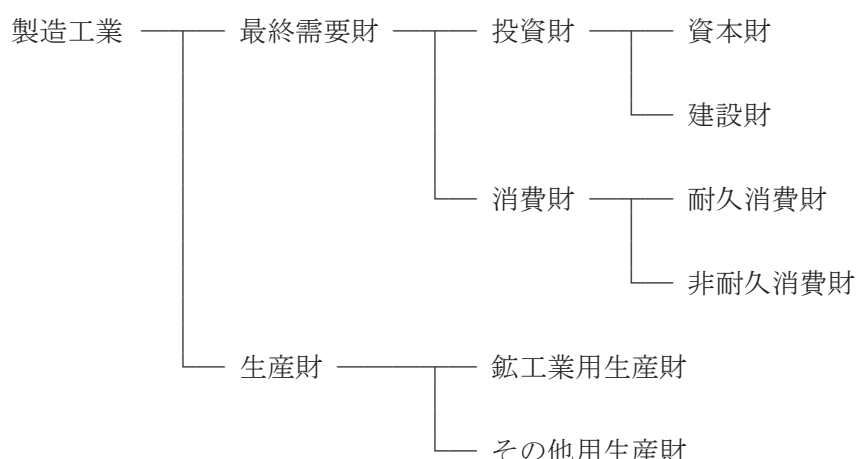 製造工業 最終需要財 投資財 資本財
建設財
消費財 耐久消費財
非耐久消費財
生産財 鉱工業用生産財
その他用生産財